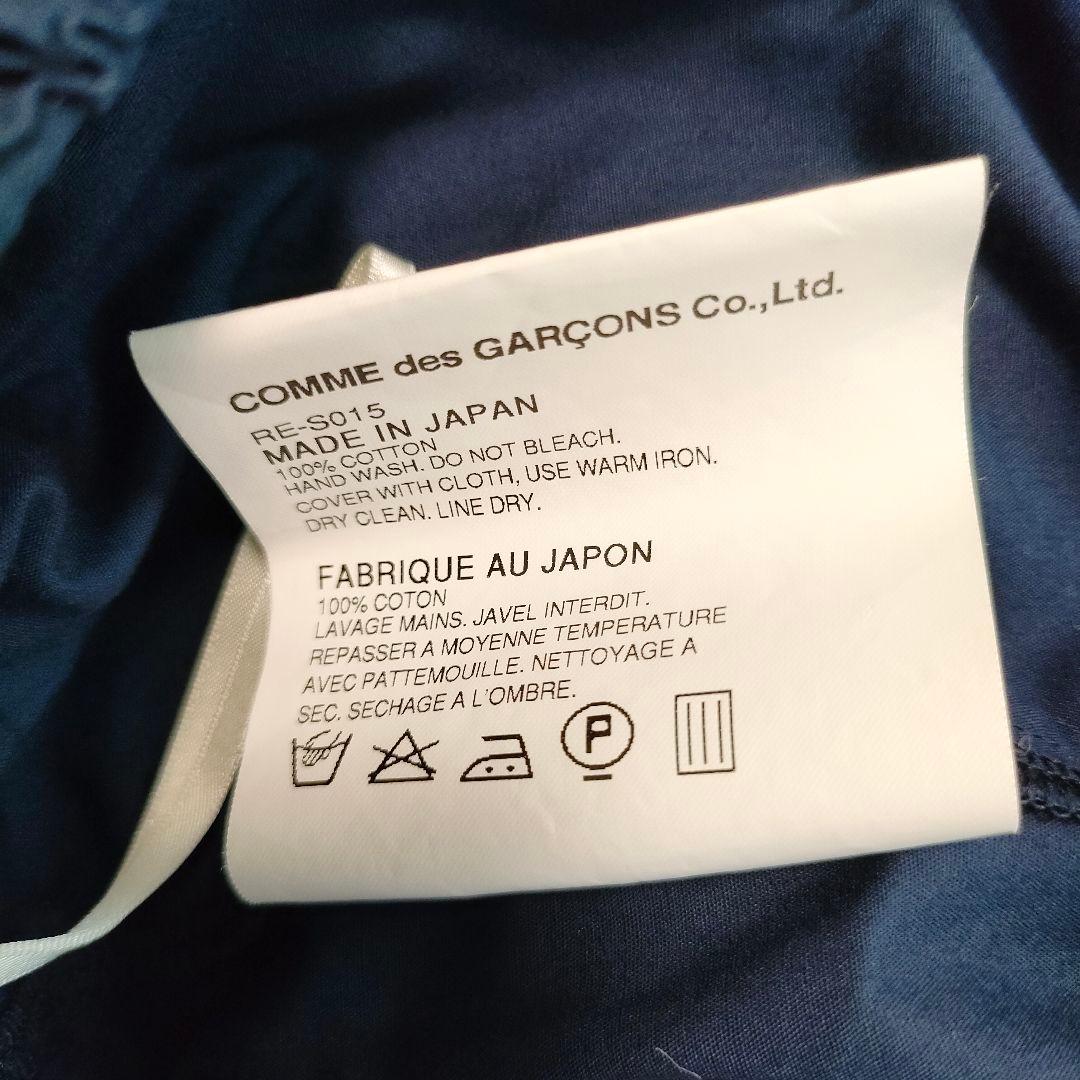 COMME des GARÇONS Co.,Ltd.
RE-S015
MADE IN JAPAN
100% COTTON
HAND WASH. DO NOT BLEACH.
COVER WITH CLOTH, USE WARM IRON.
DRY CLEAN. LINE DRY.
FABRIQUE AU JAPON
100% COTON
LAVAGE MAINS. JAVEL INTERDIT.
REPASSER A MOYENNE TEMPERATURE
AVEC PATTEMOUILLE. NETTOYAGE A
SEC. SECHAGE A L'OMBRE.
P